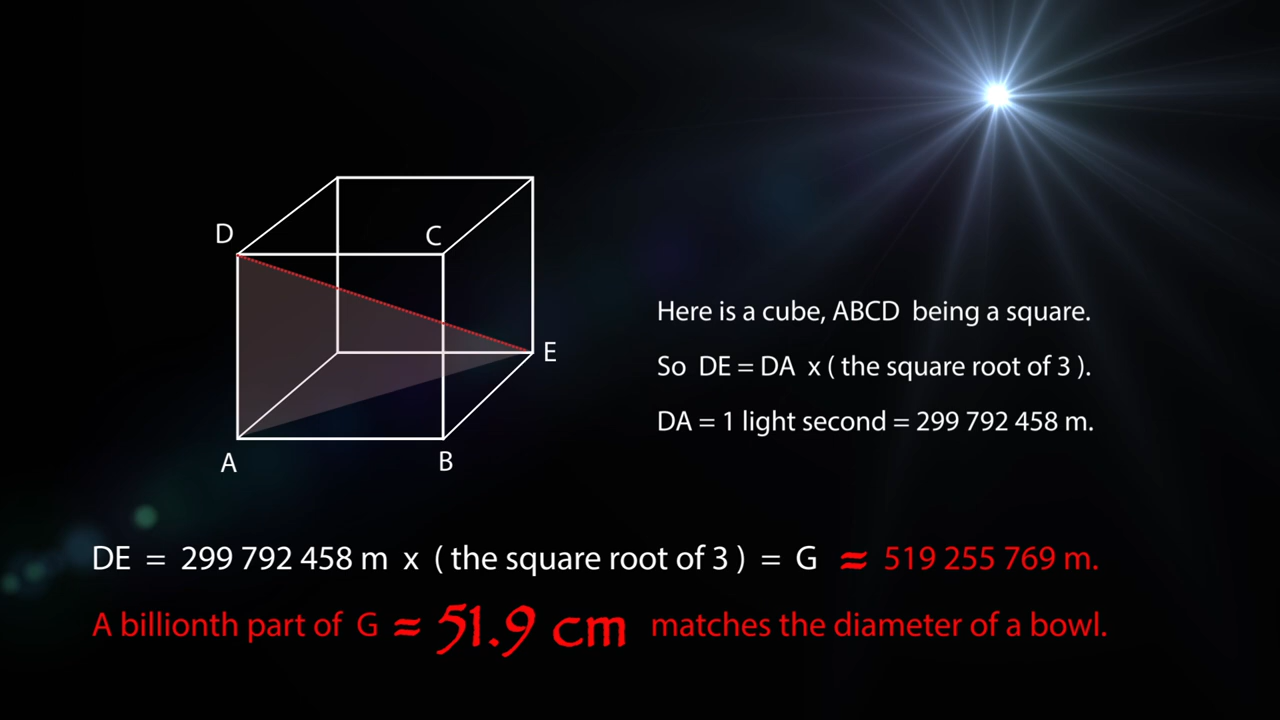 D
C
E
A
B
Here is a cube, ABCD being a square.
So DE = DA x ( the square root of 3 ).
DA = 1 light second = 299 792 458 m.
DE = 299 792 458 m x ( the square root of 3 ) = G ≈ 519 255 769 m.
A billionth part of G ≈ 51.9 cm matches the diameter of a bowl.